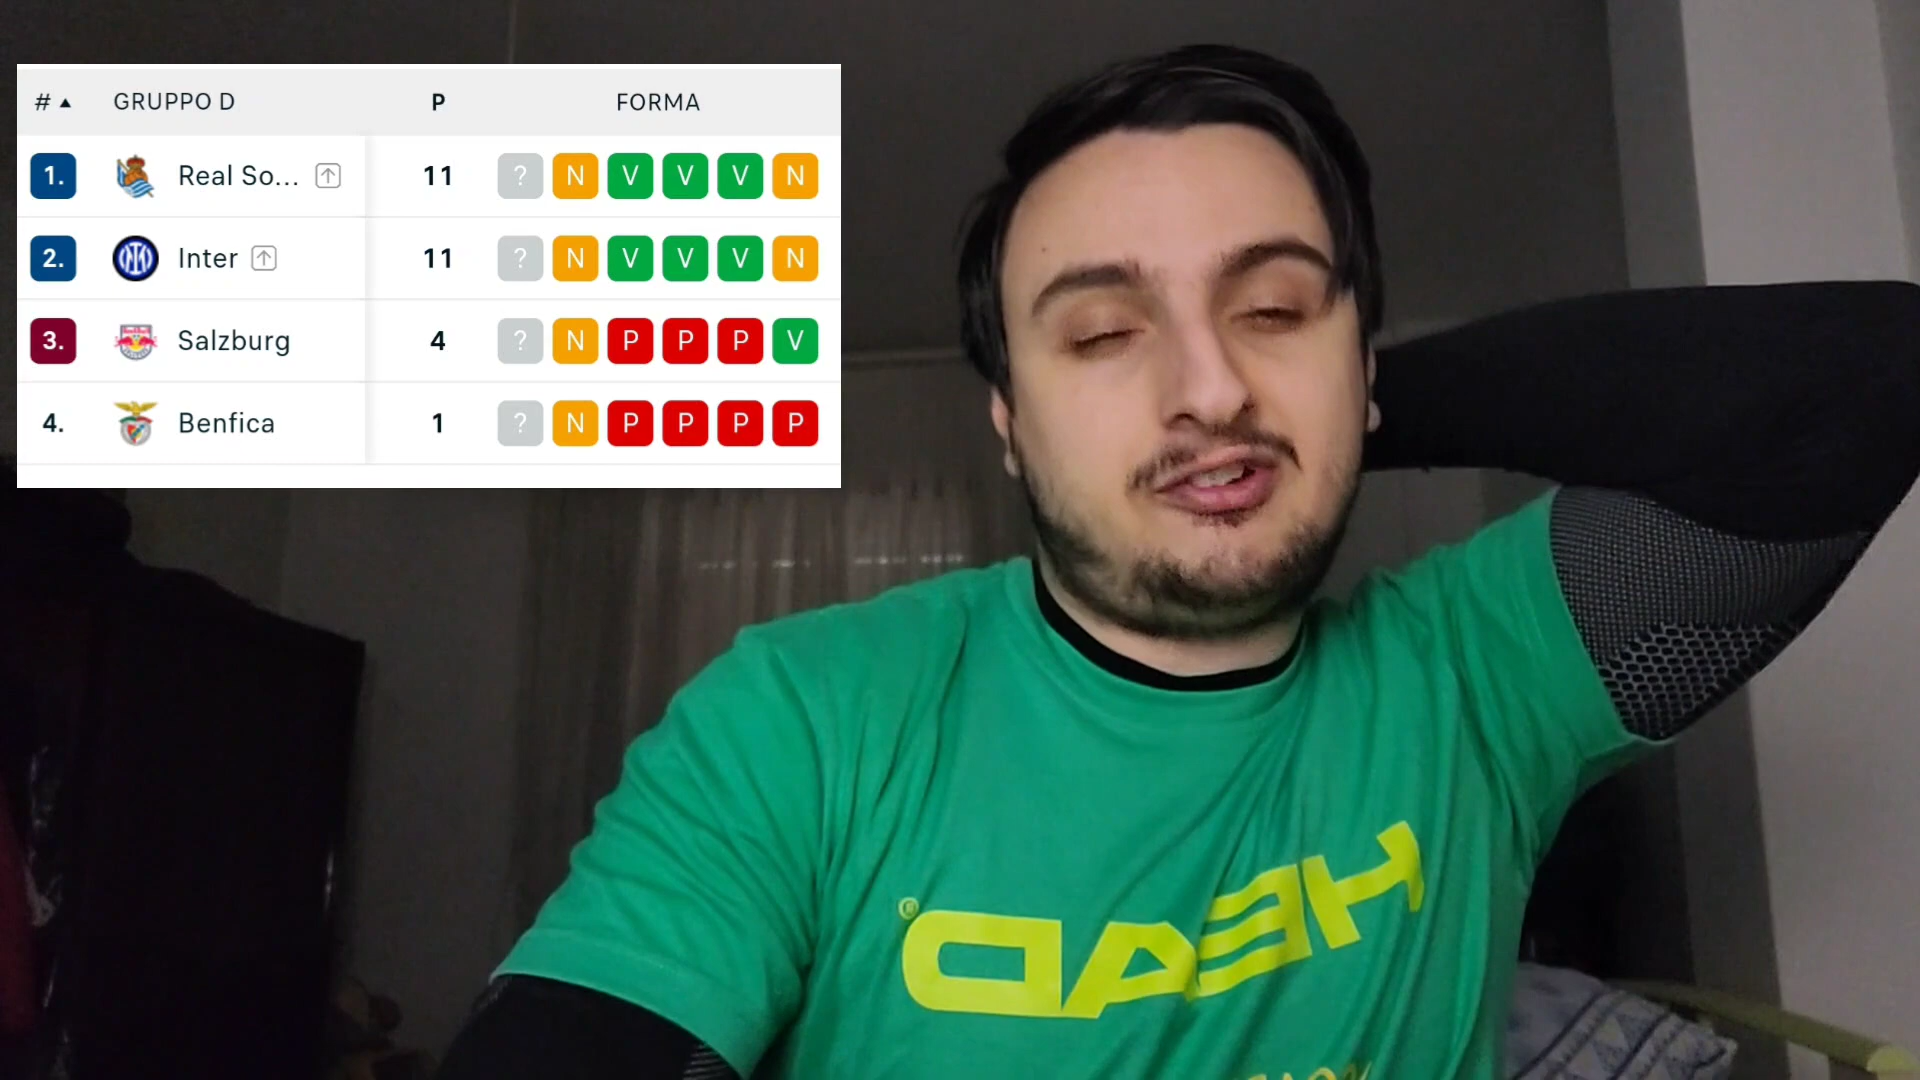 # ▲ GRUPPO D P FORMA
1. Real So... 11 ? N V V V N
2. Inter 11 ? N V V V N
3. Salzburg 4 ? N P P P V
4. Benfica 1 ? N P P P P
HEAD®